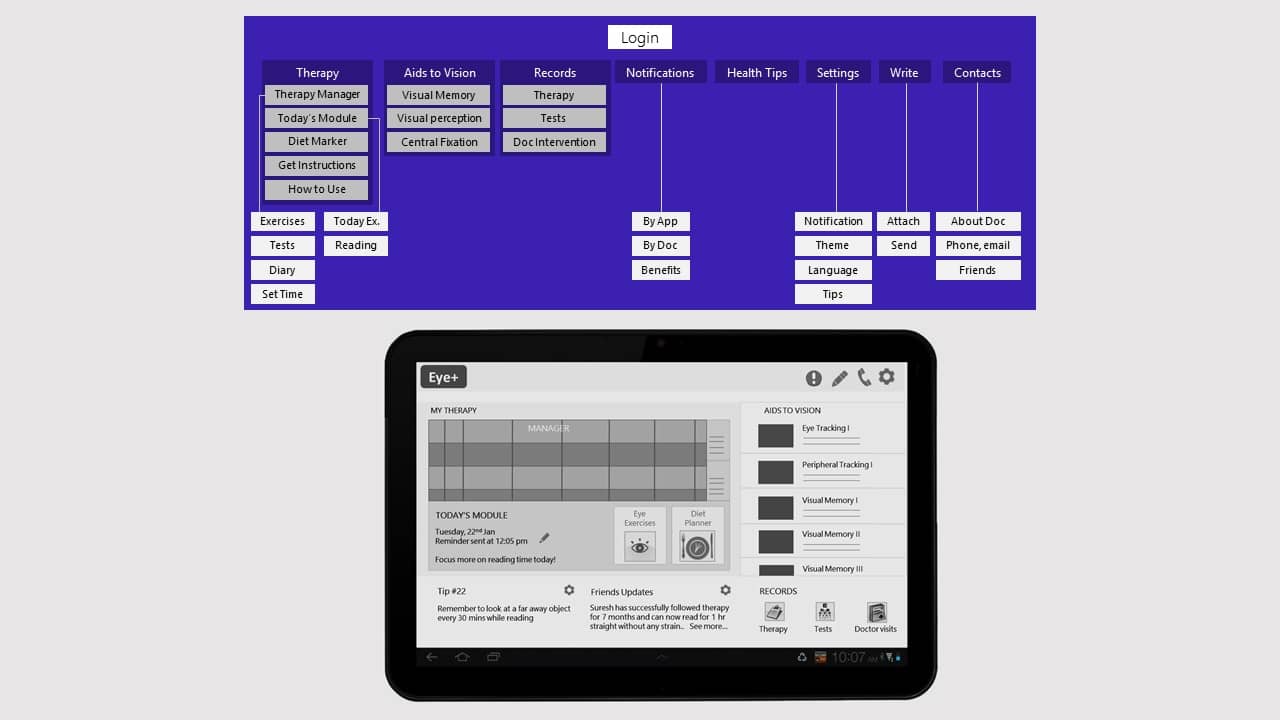 Login
Therapy
Therapy Manager
Today's Module
Diet Marker
Get Instructions
How to Use
Aids to Vision
Visual Memory
Visual perception
Central Fixation
Records
Therapy
Tests
Doc Intervention
Notifications
Health Tips
Settings
Write
Contacts
Exercises
Tests
Diary
Set Time
Today Ex.
Reading
By App
By Doc
Benefits
Notification
Theme
Language
Tips
Attach
Send
About Doc
Phone, email
Friends
Eye+
MY THERAPY
MANAGER
TODAY'S MODULE
Tuesday, 22nd Jan
Reminder sent at 12:05 pm
Focus more on reading time today!
Eye
Exercises
Diet
Planner
AIDS TO VISION
Eye Tracking I
Peripheral Tracking I
Visual Memory I
Visual Memory II
Visual Memory III
Tip #22
Remember to look at a far away object
every 30 mins while reading
Friends Updates
Suresh has successfully followed therapy
for 7 months and can now read for 1 hr
straight without any strain.. See more...
RECORDS
Therapy
Tests
Doctor visits
10:07 AM